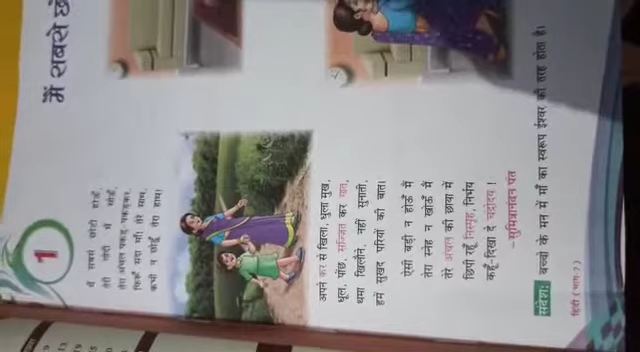 मैं सबसे छो
1
मैं सबसे छोटी होऊँ,
तेरी गोदी में सोऊँ,
तेरा अंचल पकड़-पकड़कर
फिरूँ सदा माँ! तेरे साथ,
कभी न छोड़ूँ तेरा हाथ।
अपने कर से खिला, धुला मुख,
धूल, पोंछ, सज्जित कर गात,
थमा खिलौने, नहीं सुनाती,
हमें सुखद परियों की बात।
ऐसी बड़ी न होऊँ मैं
तेरा स्नेह न खोऊँ मैं
तेरे अंचल की छाया में
छिपी रहूँ निस्पृह, निर्भय
कहूँ-दिखा दे चंद्रोदय !
– सुमित्रानंदन पंत
संदेश: बच्चों के मन में माँ का स्वरूप ईश्वर की तरह होता है।
हिंदी ( भाग-7 )